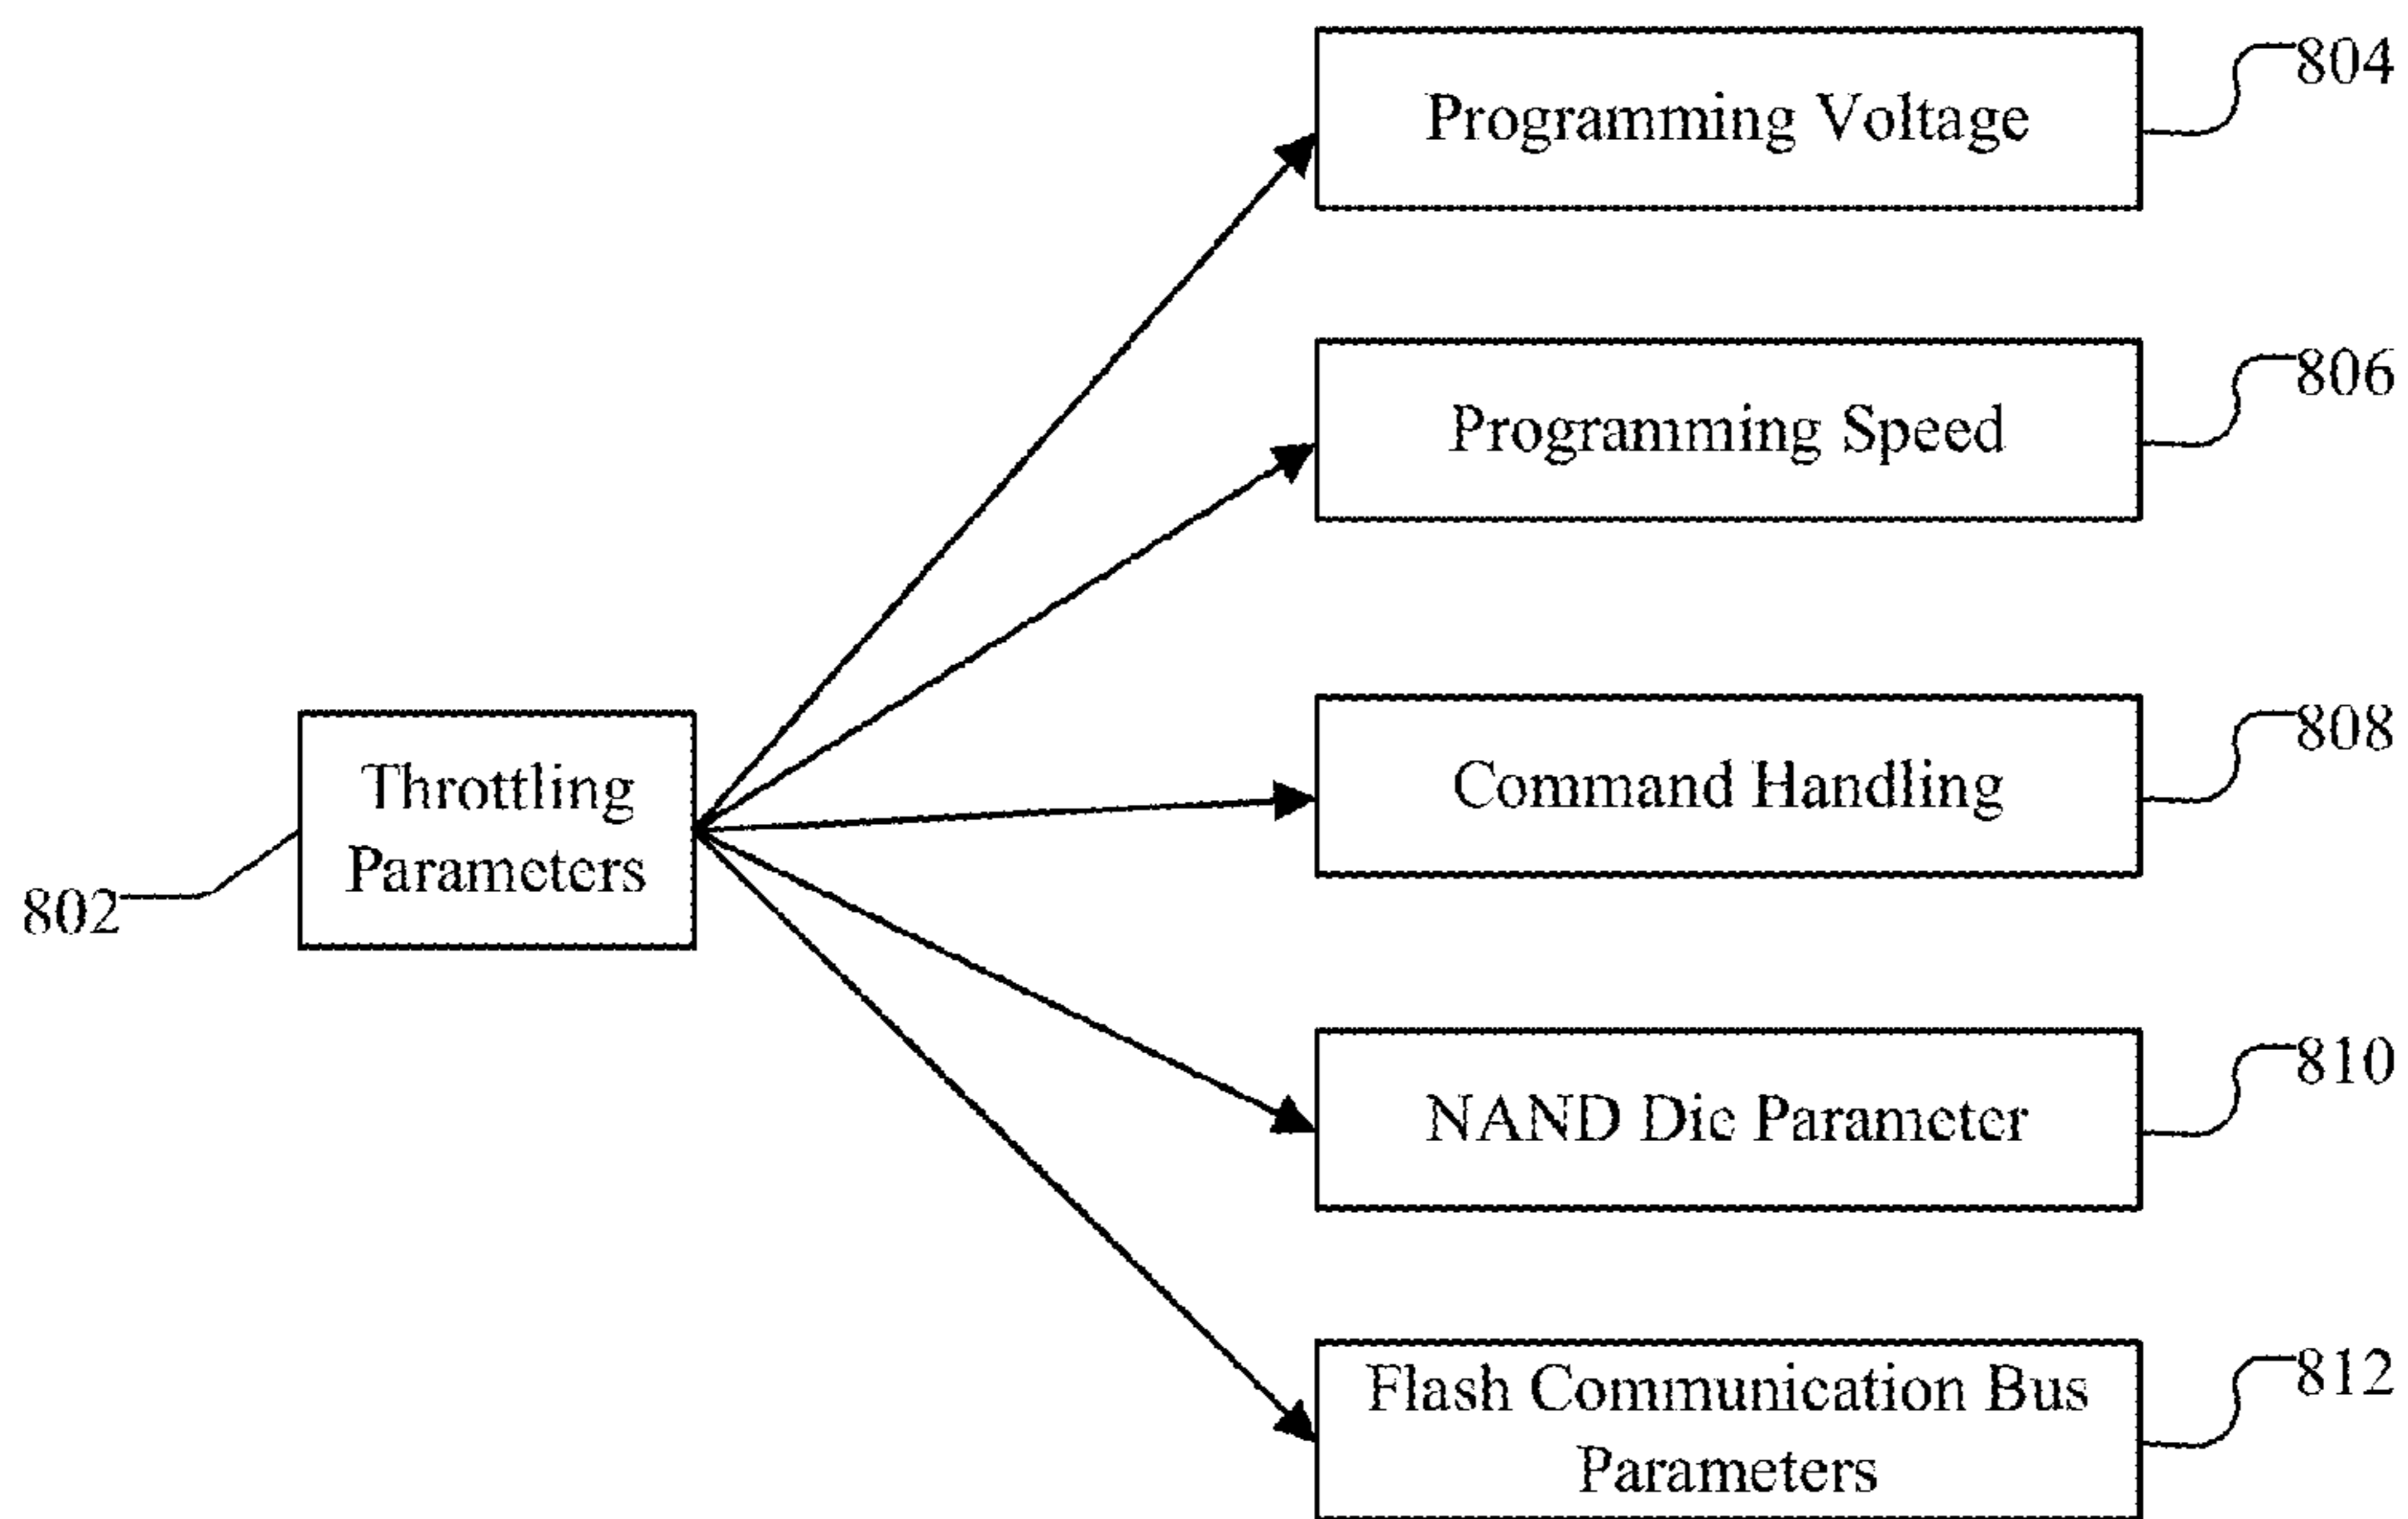 Programming Voltage
804
Programming Speed
806
Throttling
Parameters
802
Command Handling
808
NAND Die Parameter
810
Flash Communication Bus
Parameters
812